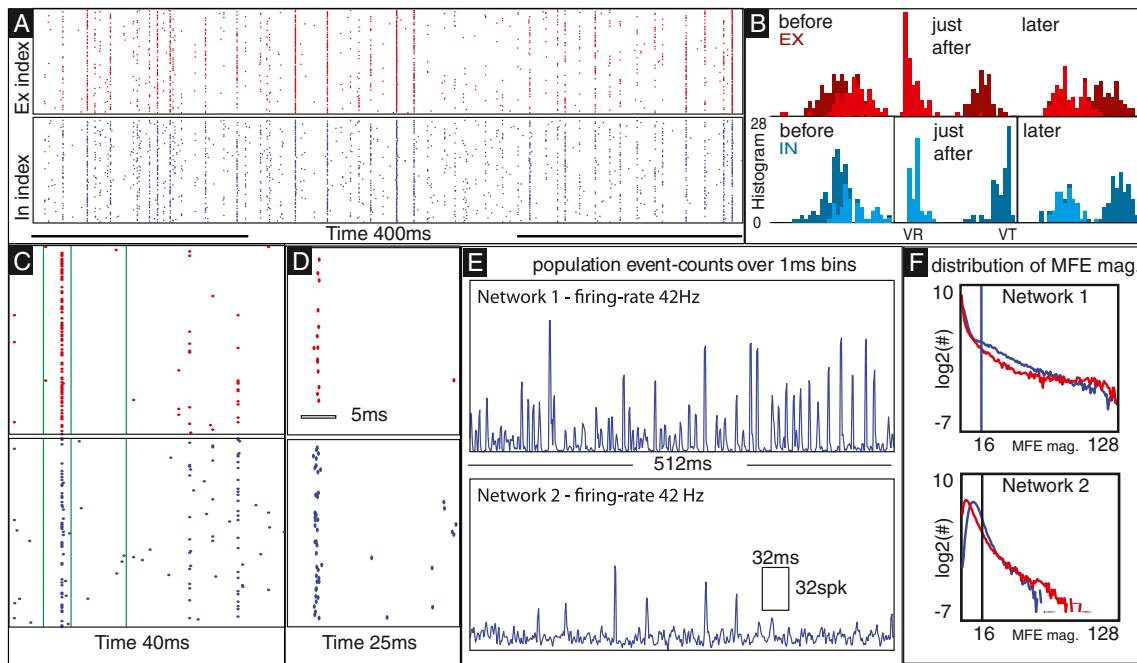 A
Ex index
In index
Time 400ms
B
before
EX
just
after
later
28
Histogram
0
before
IN
just
after
later
VR
VT
C
Time 40ms
D
5ms
Time 25ms
E
population event-counts over 1ms bins
Network 1 - firing-rate 42Hz
512ms
Network 2 - firing-rate 42 Hz
32ms
32spk
F
distribution of MFE mag.
10
Network 1
log2(#)
-7
16
MFE mag.
128
10
Network 2
log2(#)
-7
16
MFE mag.
128